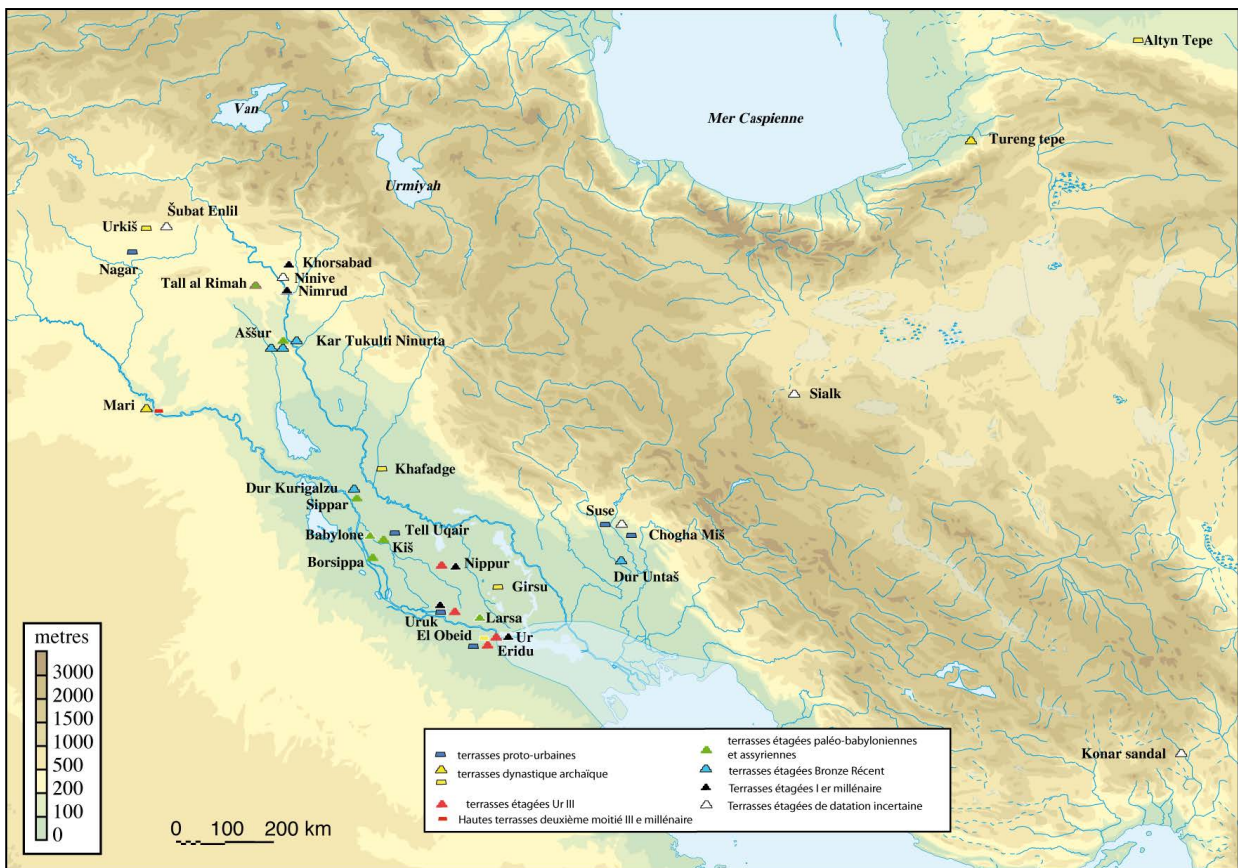 Altyn Tepe
Van
Mer Caspienne
Tureng tepe
Urmiyah
Šubat Enlil
Urkiš
Nagar
Khorsabad
Ninive
Tall al Rimah
Nimrud
Aššur
Kar Tukulti Ninurta
Sialk
Mari
Khafadge
Dur Kurigalzu
Sippar
Suse
Babylone
Tell Uqair
Chogha Miš
Kiš
Borsippa
Nippur
Dur Untaš
Girsu
Uruk
Larsa
El Obeid
Ur
Eridu
metres
3000
2000
1500
1000
500
200
100
0
0 100 200 km
terrasses proto-urbaines
terrasses dynastique archaïque
terrasses étagées Ur III
Hautes terrasses deuxième moitié III e millénaire
terrasses étagées paléo-babyloniennes
et assyriennes
terrasses étagées Bronze Récent
Terrasses étagées I er millénaire
Terrasses étagées de datation incertaine
Konar sandal